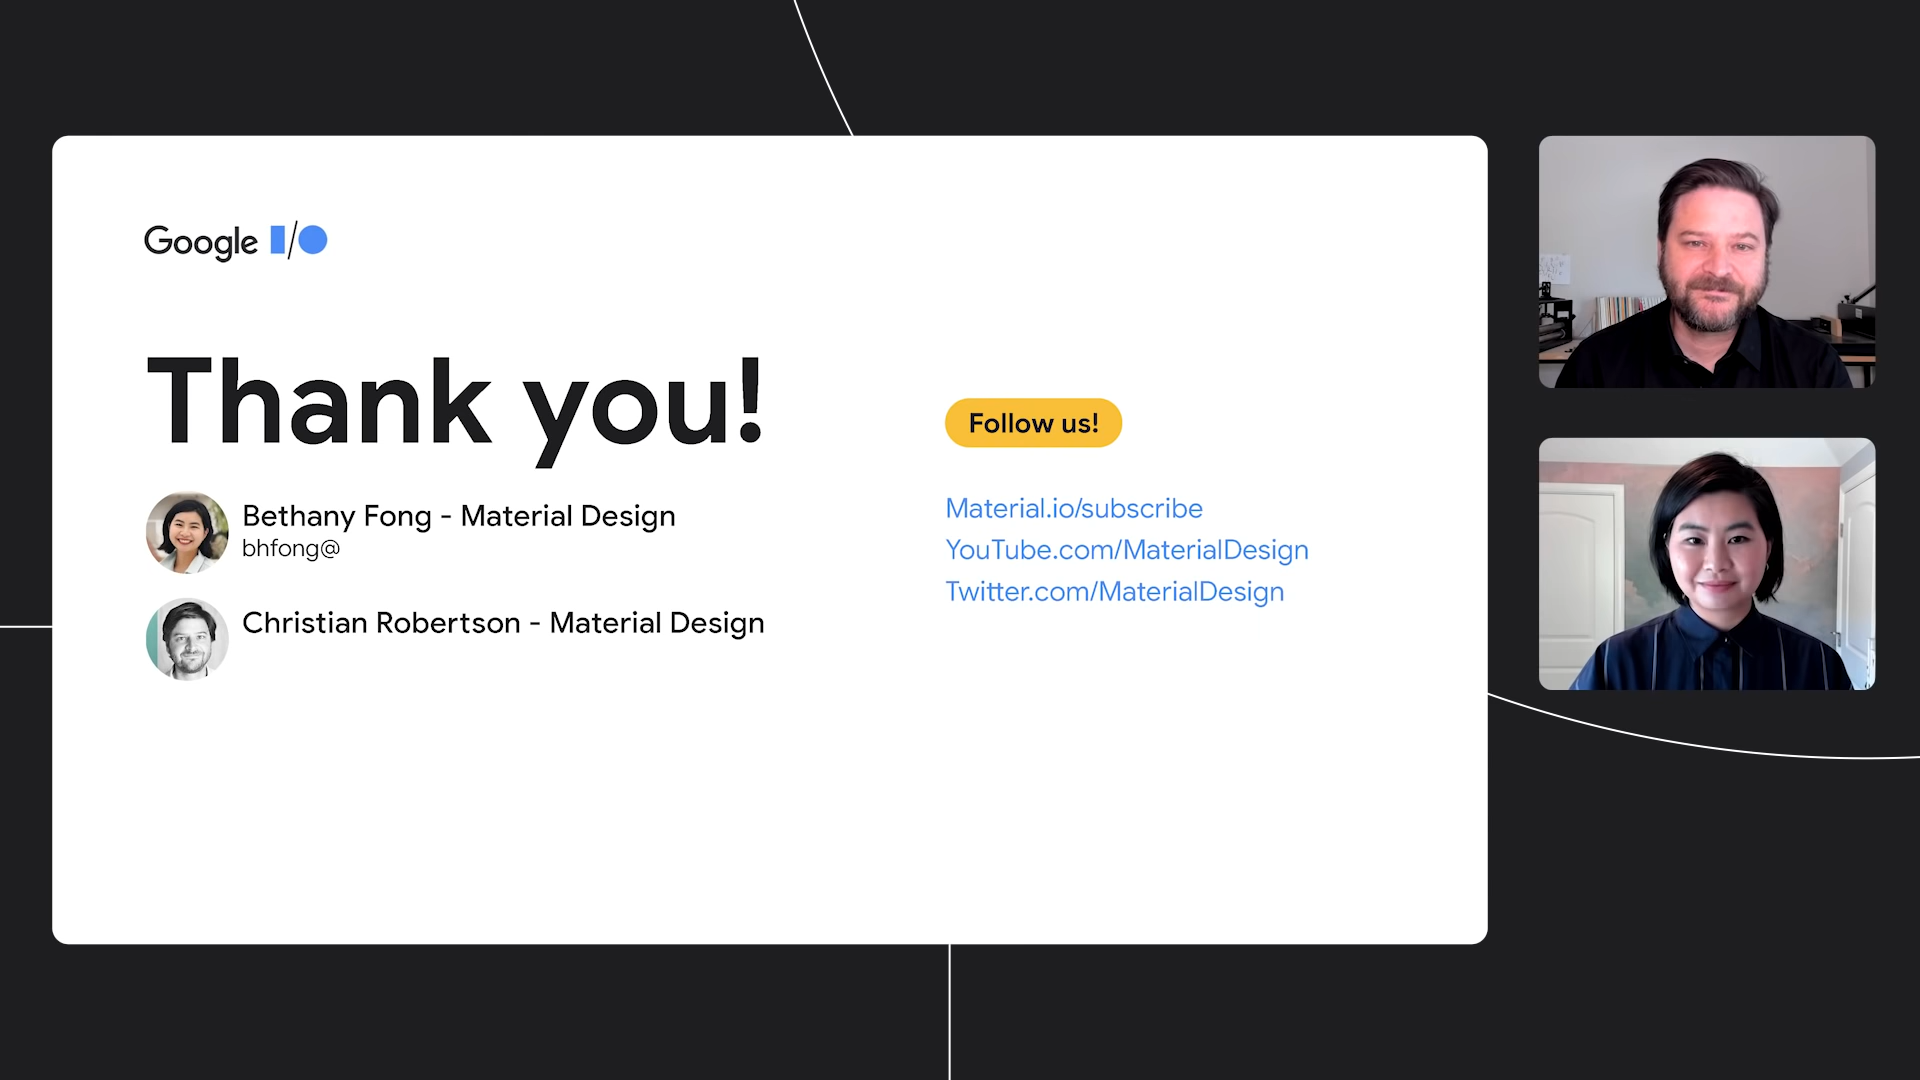 Google I/O
Thank you!
Bethany Fong - Material Design
bhfong@
Christian Robertson - Material Design
Follow us!
Material.io/subscribe
YouTube.com/MaterialDesign
Twitter.com/MaterialDesign